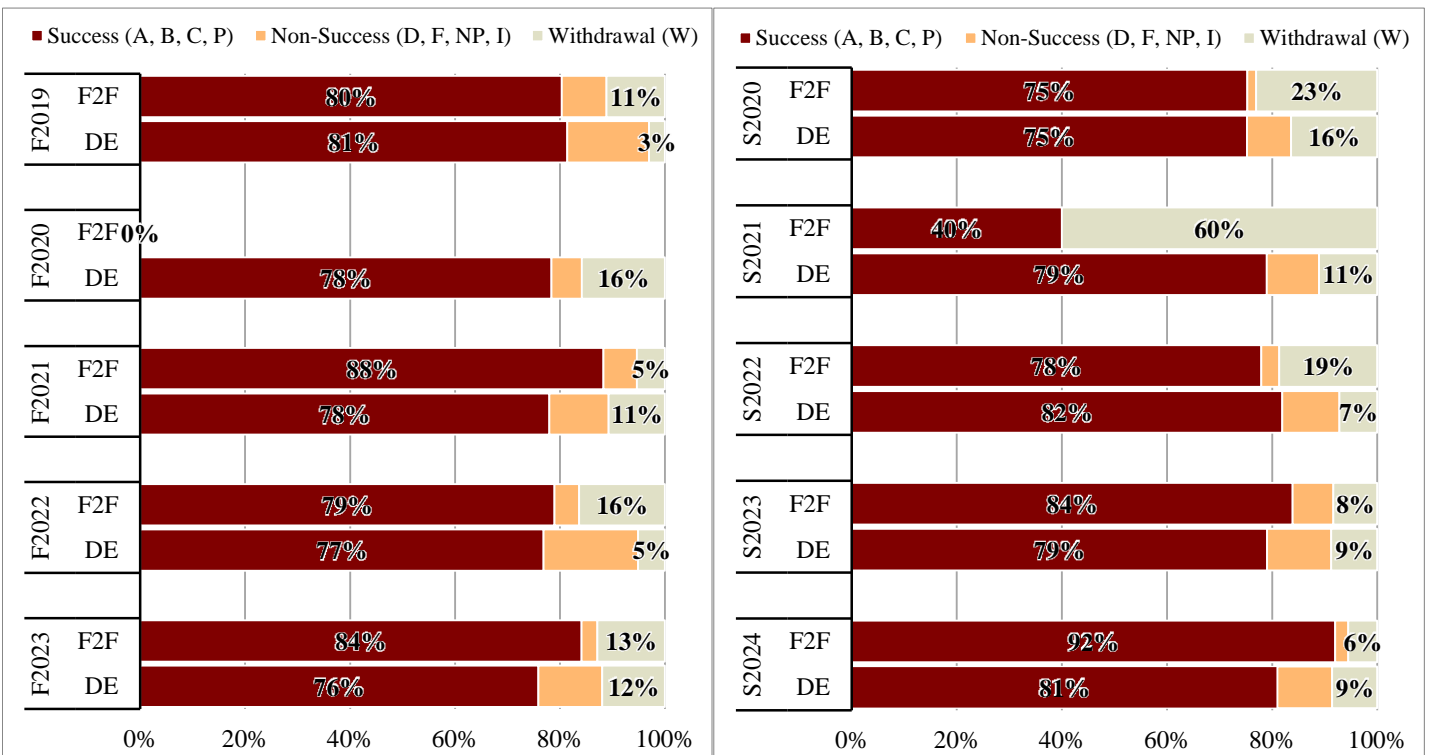 Success (A, B, C, P) Non-Success (D, F, NP, I) Withdrawal (W)
F2019
F2F 80% 11%
DE 81% 3%
F2020
F2F 0%
DE 78% 16%
F2021
F2F 88% 5%
DE 78% 11%
F2022
F2F 79% 16%
DE 77% 5%
F2023
F2F 84% 13%
DE 76% 12%
0% 20% 40% 60% 80% 100%
Success (A, B, C, P) Non-Success (D, F, NP, I) Withdrawal (W)
S2020
F2F 75% 23%
DE 75% 16%
S2021
F2F 40% 60%
DE 79% 11%
S2022
F2F 78% 19%
DE 82% 7%
S2023
F2F 84% 8%
DE 79% 9%
S2024
F2F 92% 6%
DE 81% 9%
0% 20% 40% 60% 80% 100%